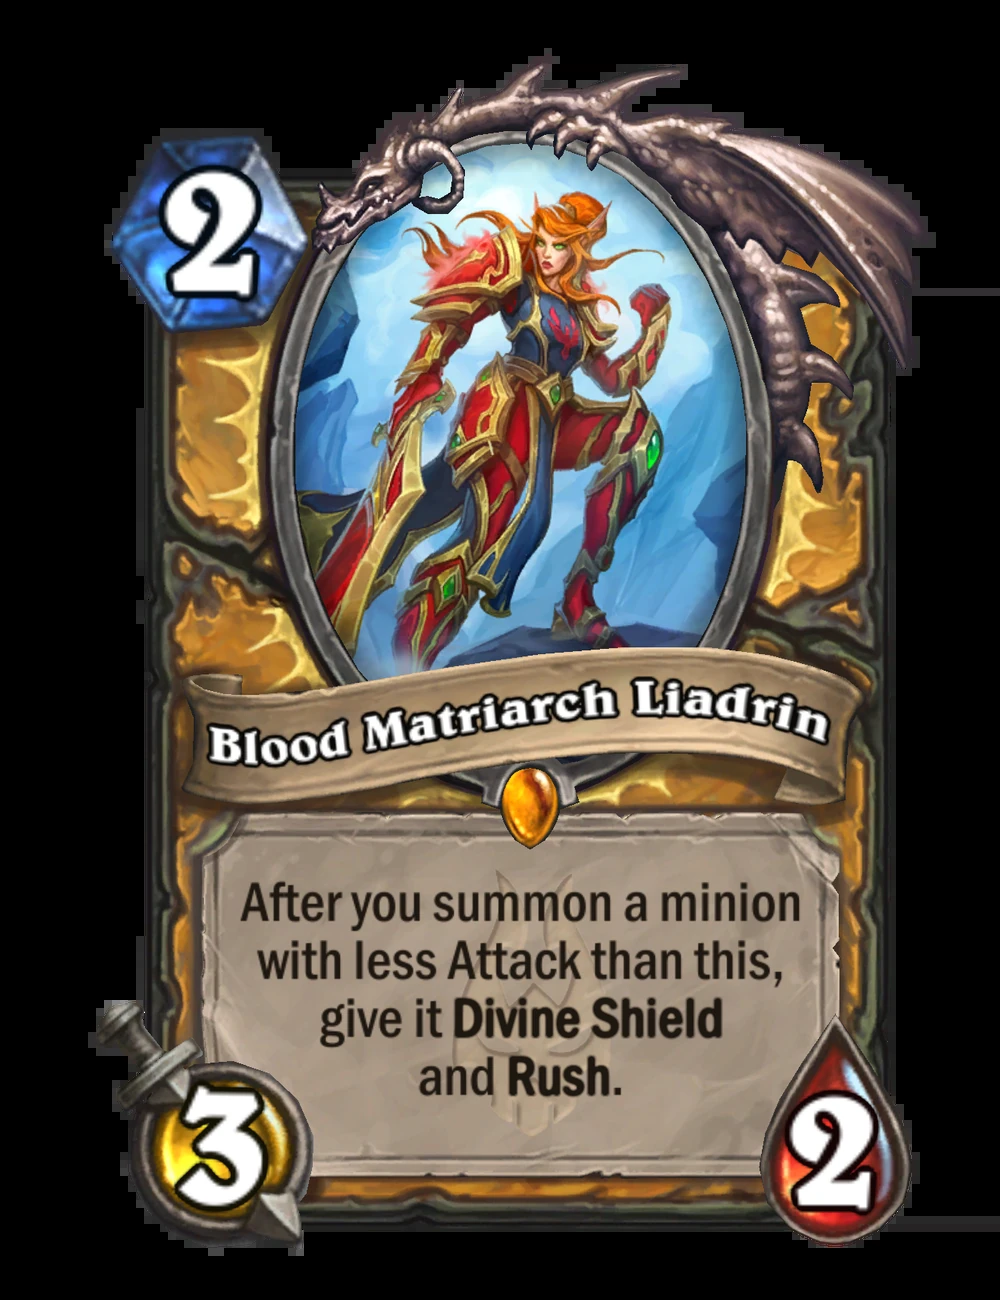 2
Blood Matriarch Liadrin
After you summon a minion
with less Attack than this,
give it Divine Shield
and Rush.
3
2